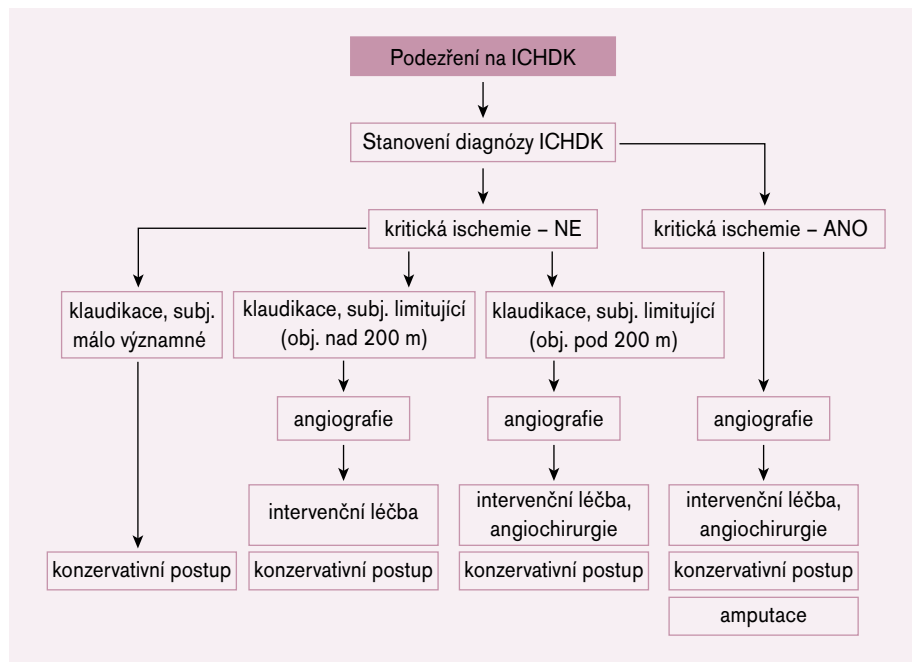 Podezření na ICHDK
Stanovení diagnózy ICHDK
kritická ischemie – NE
kritická ischemie – ANO
klaudikace, subj.
málo významné
klaudikace, subj. limitující
(obj. nad 200 m)
klaudikace, subj. limitující
(obj. pod 200 m)
angiografie
angiografie
angiografie
intervenční léčba
intervenční léčba,
angiochirurgie
intervenční léčba,
angiochirurgie
konzervativní postup
konzervativní postup
konzervativní postup
konzervativní postup
amputace